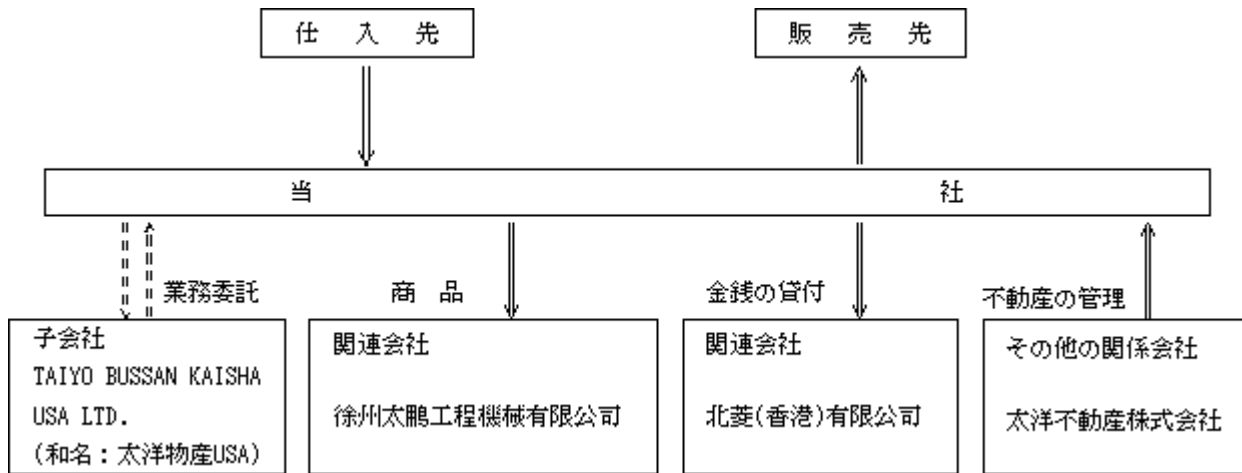 仕 入 先
販 売 先
当 社
業務委託
商 品
金銭の貸付
不動産の管理
子会社
TAIYO BUSSAN KAISHA
USA LTD.
(和名：太洋物産USA)
関連会社
徐州太鵬工程機械有限公司
関連会社
北菱(香港)有限公司
その他の関係会社
太洋不動産株式会社